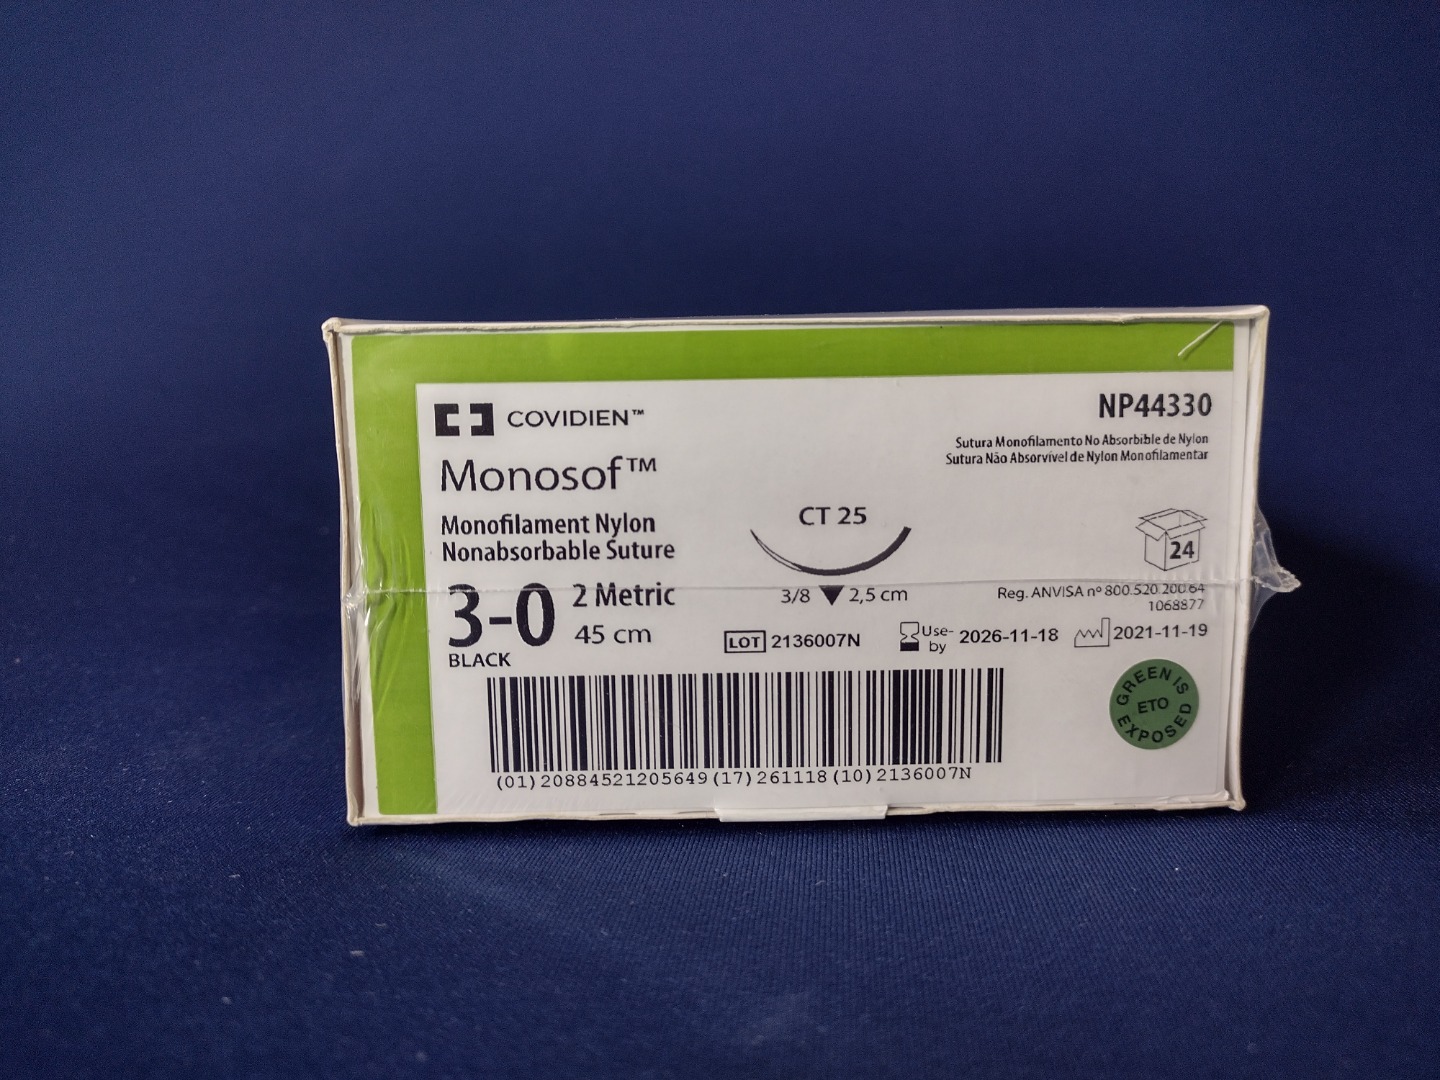 COVIDIEN™
NP44330
Sutura Monofilamento No Absorbible de Nylon
Sutura Não Absorvível de Nylon Monofilamentar
Monosof™
Monofilament Nylon
Nonabsorbable Suture
CT 25
24
3-0
2 Metric
45 cm
BLACK
3/8
2,5 cm
Reg. ANVISA nº 800.520.200.64
1068877
LOT 2136007N
Use-by 2026-11-18
2021-11-19
GREEN IS
ETO
EXPOSED
(01)20884521205649(17)261118(10)2136007N